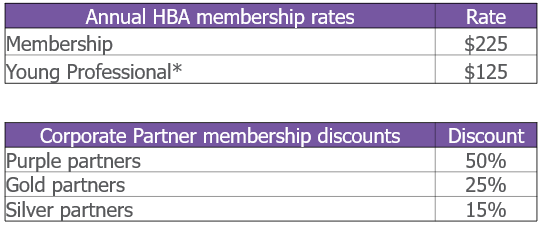 Annual HBA membership rates Rate
Membership $225
Young Professional* $125
Corporate Partner membership discounts Discount
Purple partners 50%
Gold partners 25%
Silver partners 15%